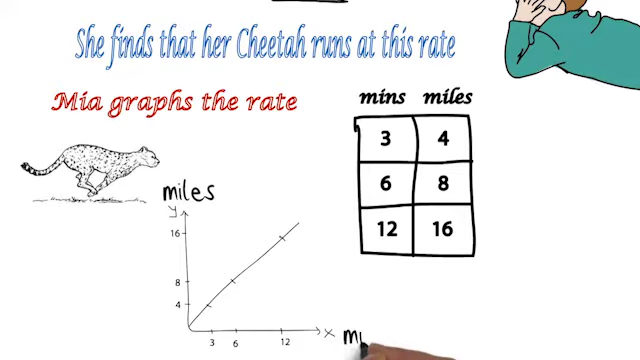 She finds that her Cheetah runs at this rate
Mia graphs the rate
mins miles
3 4
6 8
12 16
miles
y
16
8
4
3 6 12
x